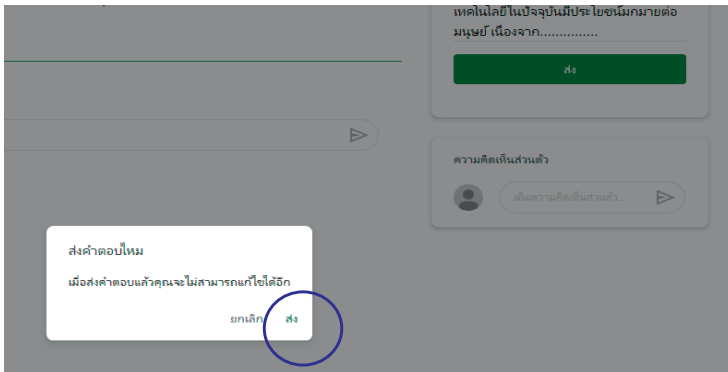 เทคโนโลยีในปัจจุบันมีประโยชน์มกมายต่อ
มนุษย์ เนื่องจาก...............
ส่ง
ความคิดเห็นส่วนตัว
เพิ่มความคิดเห็นส่วนตัว...
ส่งคำตอบไหม
เมื่อส่งคำตอบแล้วคุณจะไม่สามารถแก้ไขได้อีก
ยกเลิก ส่ง